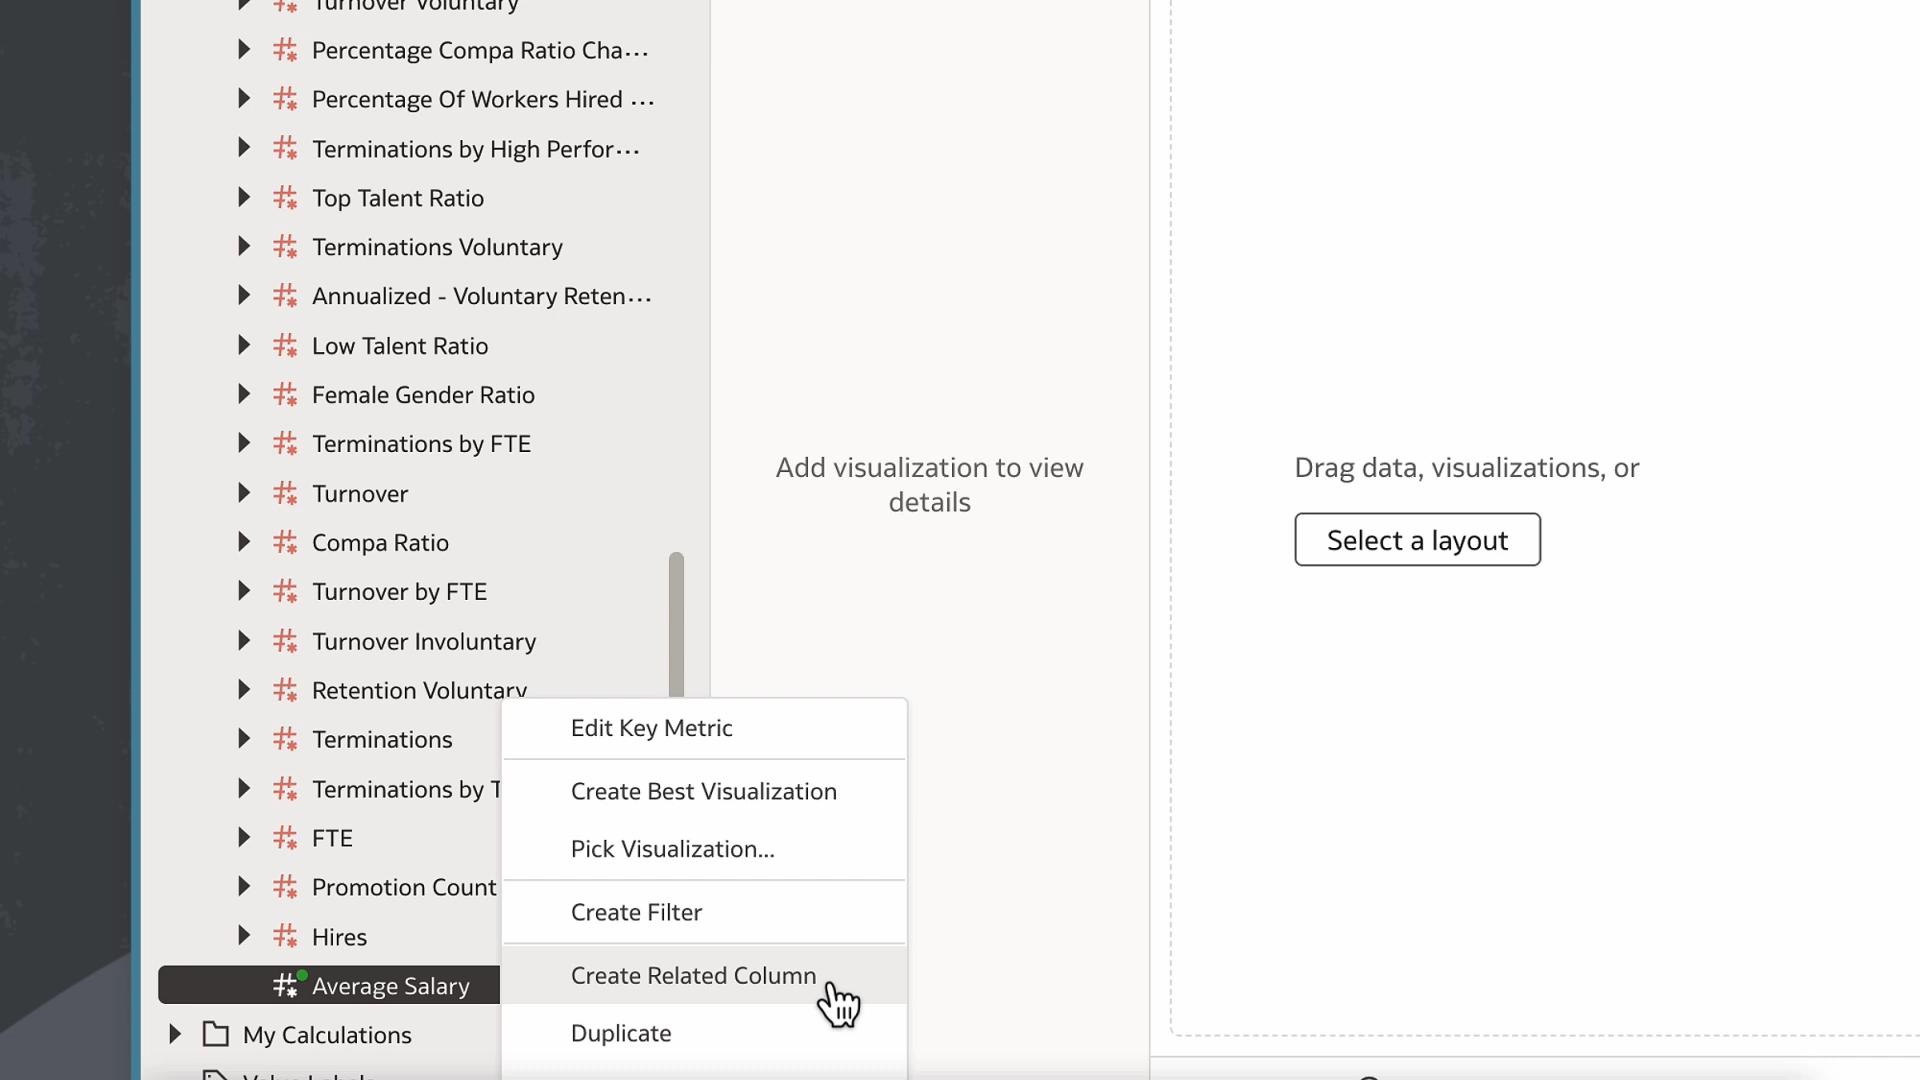 Turnover Voluntary
Percentage Compa Ratio Cha...
Percentage Of Workers Hired ...
Terminations by High Perfor...
Top Talent Ratio
Terminations Voluntary
Annualized - Voluntary Reten...
Low Talent Ratio
Female Gender Ratio
Terminations by FTE
Turnover
Compa Ratio
Turnover by FTE
Turnover Involuntary
Retention Voluntary
Terminations
Terminations by T
FTE
Promotion Count
Hires
Average Salary
My Calculations
Edit Key Metric
Create Best Visualization
Pick Visualization...
Create Filter
Create Related Column
Duplicate
Add visualization to view
details
Drag data, visualizations, or
Select a layout